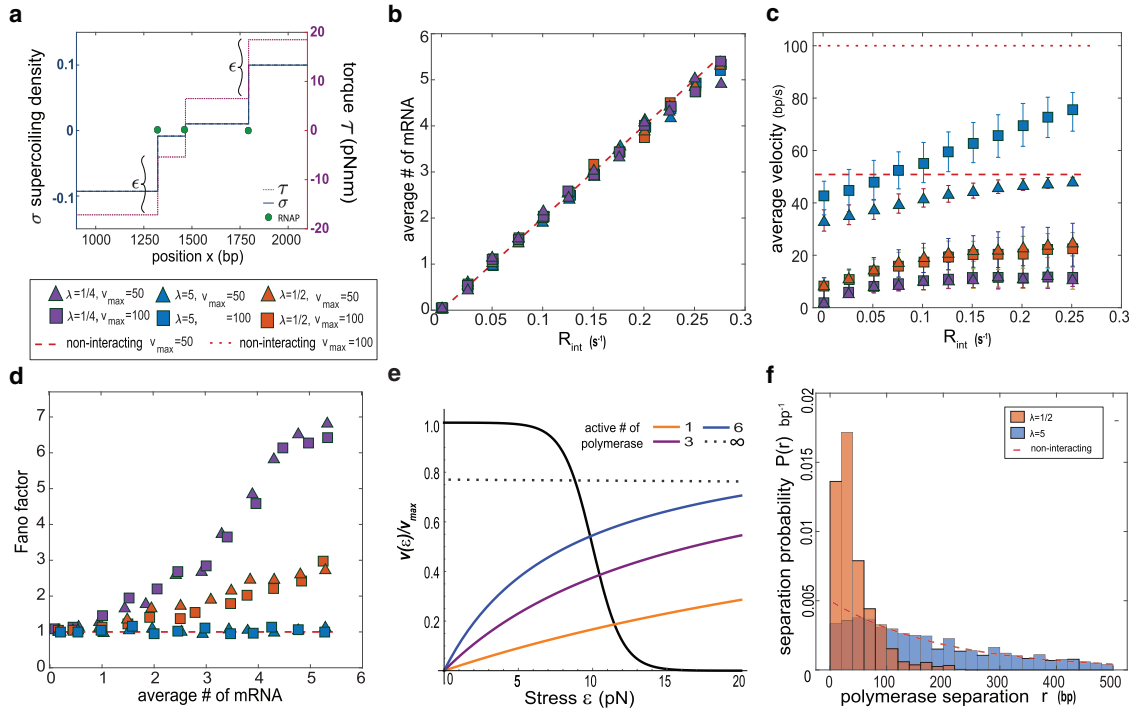 a
σ supercoiling density
0.1
0
-0.1
ϵ
ϵ
τ
σ
RNAP
20
10
0
-10
-20
torque τ (pNnm)
1000 1250 1500 1750 2000
position x (bp)
b
average # of mRNA
6
5
4
3
2
1
0
0 0.05 0.1 0.15 0.2 0.25 0.3
R_int (s⁻¹)
c
average velocity (bp/s)
100
80
60
40
20
0
0 0.05 0.1 0.15 0.20 0.25 0.3
R_int (s⁻¹)
λ=1/4, v_max=50 λ=5, v_max=50 λ=1/2, v_max=50
λ=1/4, v_max=100 λ=5, =100 λ=1/2, v_max=100
non-interacting v_max=50 non-interacting v_max=100
d
Fano factor
7
6
5
4
3
2
1
0 1 2 3 4 5 6
average # of mRNA
e
v(ε)/v_max
1.0
0.8
0.6
0.4
0.2
0 5 10 15 20
Stress ε (pN)
active # of
polymerase
1 6
3 ∞
f
separation probability P(r) bp⁻¹
0.02
0.015
0.01
0.005
0
0 100 200 300 400 500
polymerase separation r (bp)
λ=1/2
λ=5
non-interacting